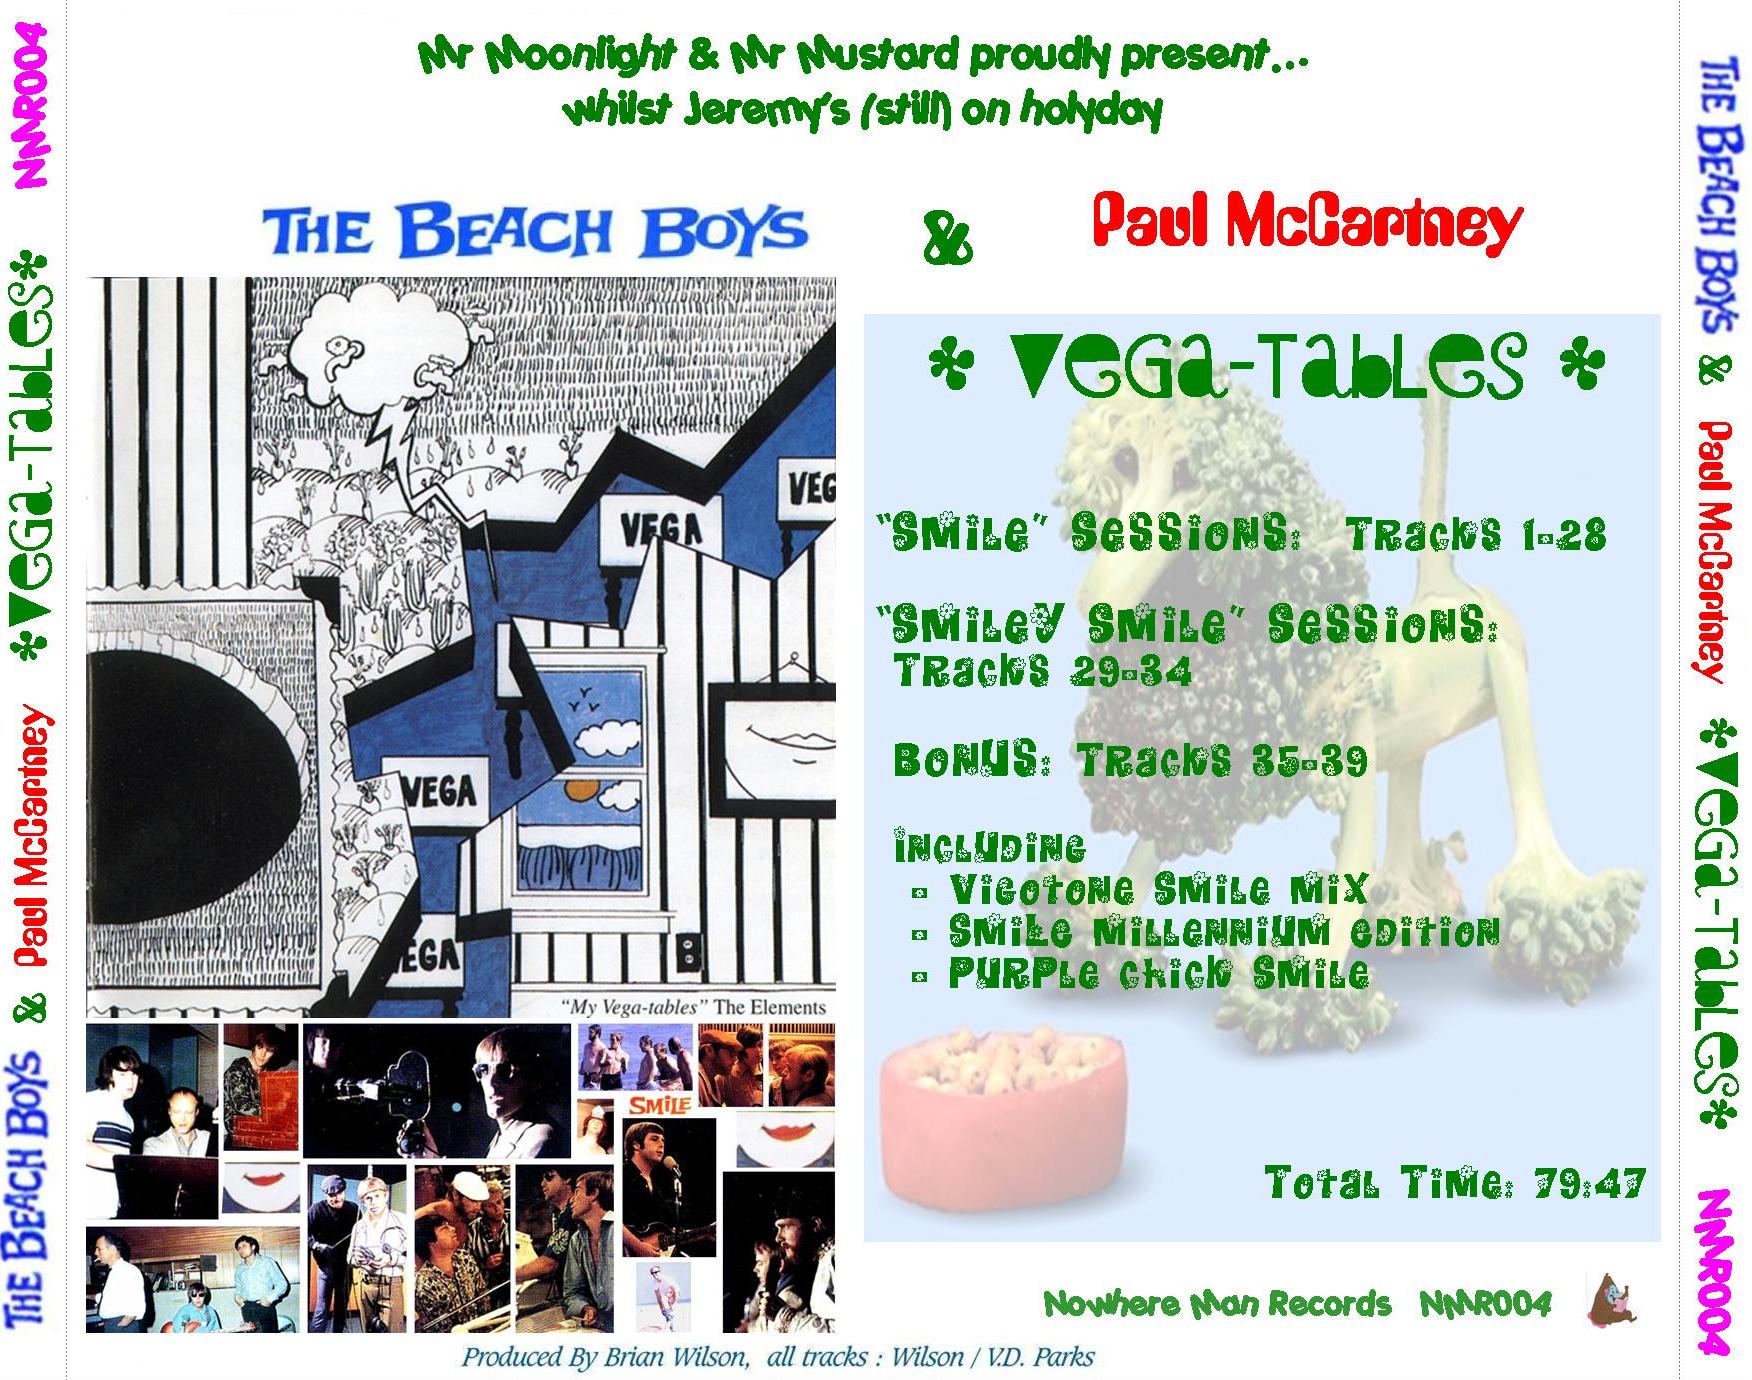 Mr Moonlight & Mr Mustard proudly present...
whilst Jeremy's (still) on holyday
THE BEACH BOYS & Paul McCartney
VEGA
VEG
VEGA
VEGA
"My Vega-tables" The Elements
SMiLE
* Vega-Tables *
"SMiLe" SeSSioNS: TRacks 1-28
"SMiLey SMiLe" SeSSioNS:
TRacks 29-34
BoNUS: TRacks 35-39
iNcLUDiNG
- VigoToNe SMiLe MiX
- SMiLe MiLLeNNiUM eDiTioN
- PURPLe chick SMiLe
ToTaL TiMe: 79:47
Nowhere Man Records NMR004
Produced By Brian Wilson, all tracks : Wilson / V.D. Parks
THE BEACH BOYS & Paul McCartney *Vega-Tables* NMR004
THE BEACH BOYS & Paul McCartney *Vega-Tables* NMR004